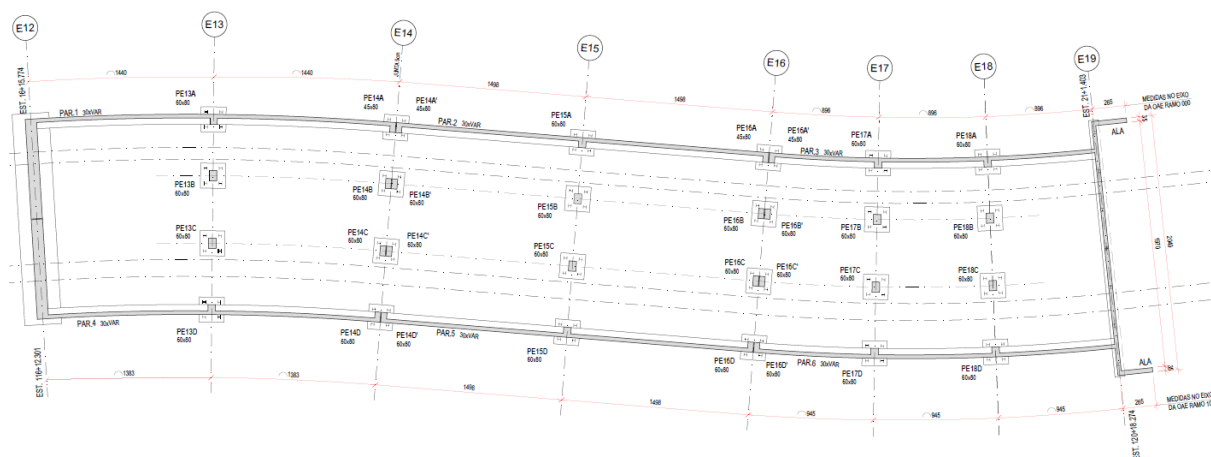 E12
E13
E14
E15
E16
E17
E18
E19
EST. 16+15.774
JUNTA 5cm
EST. 21+1.403
1440
1440
1498
1498
896
896
896
265
MEDIDAS NO EIXO
DA OAE RAMO 000
PAR.1 30xVAR
PE13A
60x80
PE14A
45x80
PE14A'
45x80
PAR.2 30xVAR
PE15A
60x80
PE16A
45x80
PE16A'
45x80
PAR.3 30xVAR
PE17A
60x80
PE18A
60x80
ALA
PE13B
60x80
PE14B
60x80
PE14B'
60x80
PE15B
60x80
PE16B
60x80
PE16B'
60x80
PE17B
60x80
PE18B
60x80
PE13C
60x80
PE14C
60x80
PE14C'
60x80
PE15C
60x80
PE16C
60x80
PE16C'
60x80
PE17C
60x80
PE18C
60x80
1970
2040
PAR.4 30xVAR
PE13D
60x80
PE14D
60x80
PE14D'
60x80
PAR.5 30xVAR
PE15D
60x80
PE16D
60x80
PE16D'
60x80
PAR.6 30xVAR
PE17D
60x80
PE18D
60x80
ALA
EST. 116+12.301
1383
1383
1498
1498
945
945
945
265
MEDIDAS NO EIXO
DA OAE RAMO
EST. 120+18.274